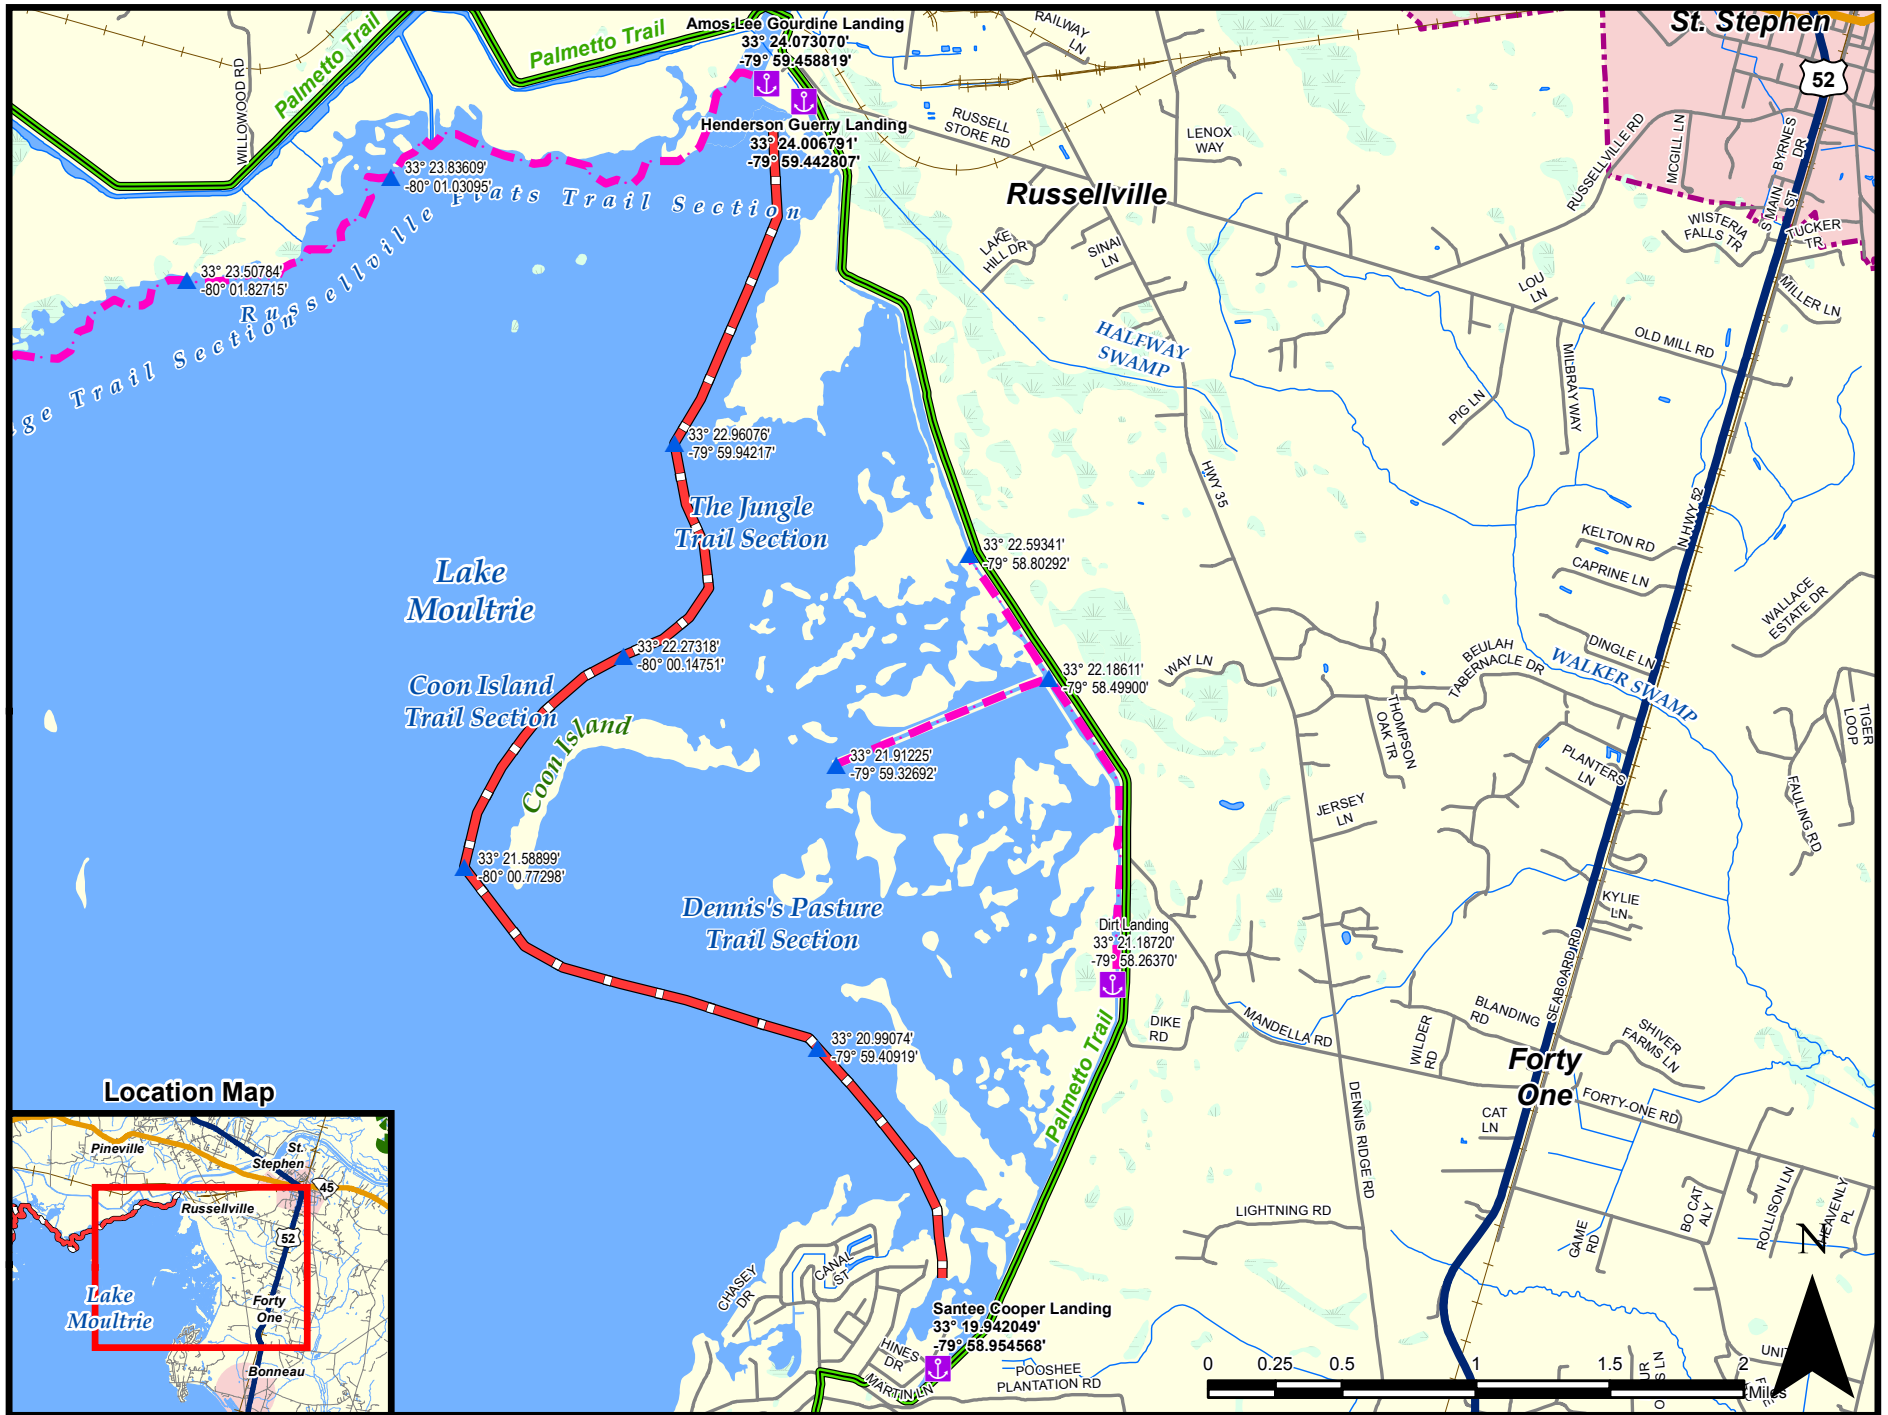 Amos Lee Gourdine Landing
33° 24.073070'
-79° 59.458819'
Palmetto Trail
Palmetto Trail
WILLOWOOD RD
RAILWAY
LN
St. Stephen
52
Henderson Guerry Landing
33° 24.006791'
-79° 59.442807'
RUSSELL
STORE RD
LENOX
WAY
RUSSELLVILLE RD
MCGILL LN
BYRNES
DR
S MAIN
ST
WISTERIA
FALLS TR
TUCKER
TR
MILLER LN
33° 23.83609'
-80° 01.03095'
Russellville Flats Trail Section
33° 23.50784'
-80° 01.82715'
ge Trail Section
Russellville
LAKE
HILL DR
SINAI
LN
LOU
LN
OLD MILL RD
HALFWAY
SWAMP
PIG LN
MILBRAY WAY
33° 22.96076'
-79° 59.94217'
HWY 35
N HWY 52
The Jungle
Trail Section
KELTON RD
CAPRINE LN
33° 22.59341'
-79° 58.80292'
Lake
Moultrie
WALLACE
ESTATE DR
DINGLE LN
BEULAH
TABERNACLE DR
WALKER SWAMP
33° 22.27318'
-80° 00.14751'
WAY LN
33° 22.18611'
-79° 58.49900'
Coon Island
Trail Section
Coon Island
THOMPSON
OAK TR
TIGER
LOOP
PLANTERS
LN
33° 21.91225'
-79° 59.32692'
JERSEY
LN
FAULING RD
33° 21.58899'
-80° 00.77298'
KYLIE
LN
Dennis's Pasture
Trail Section
Dirt Landing
33° 21.18720'
-79° 58.26370'
SEABOARD RD
BLANDING
RD
DIKE
RD
MANDELLA RD
WILDER
RD
SHIVER
FARMS LN
33° 20.99074'
-79° 59.40919'
Palmetto Trail
Forty
One
DENNIS RIDGE RD
CAT
LN
FORTY-ONE RD
Location Map
Pineville
St.
Stephen
45
Russellville
52
Lake
Moultrie
Forty
One
Bonneau
LIGHTNING RD
GAME
RD
BO CAT
ALY
ROLLISON LN
HEAVENLY
PL
N
CHASEY
DR
CANAL
ST
Santee Cooper Landing
33° 19.942049'
-79° 58.954568'
HINES
DR
MARTIN LN
POOSHEE
PLANTATION RD
0 0.25 0.5 1 1.5 2
Miles